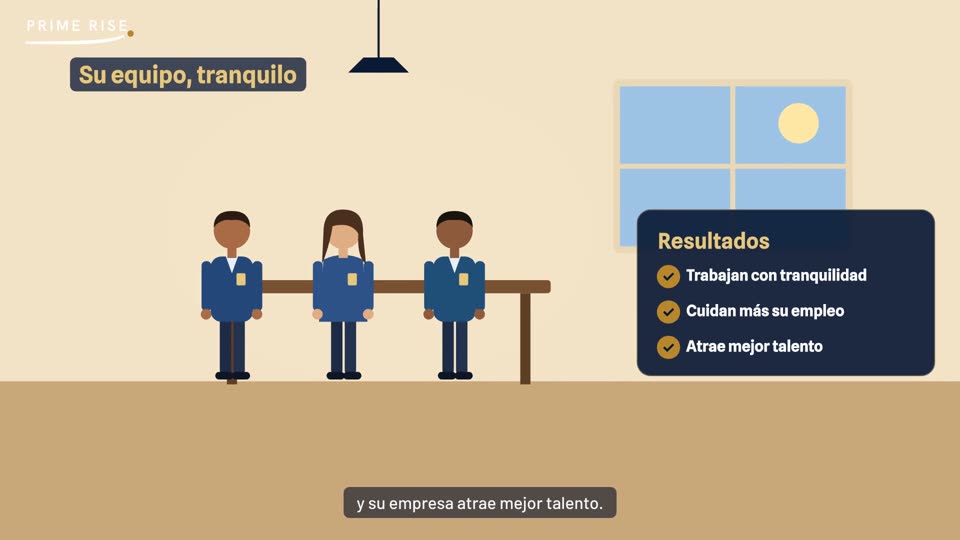 PRIME RISE
Su equipo, tranquilo
Resultados
Trabajan con tranquilidad
Cuidan más su empleo
Atrae mejor talento
y su empresa atrae mejor talento.